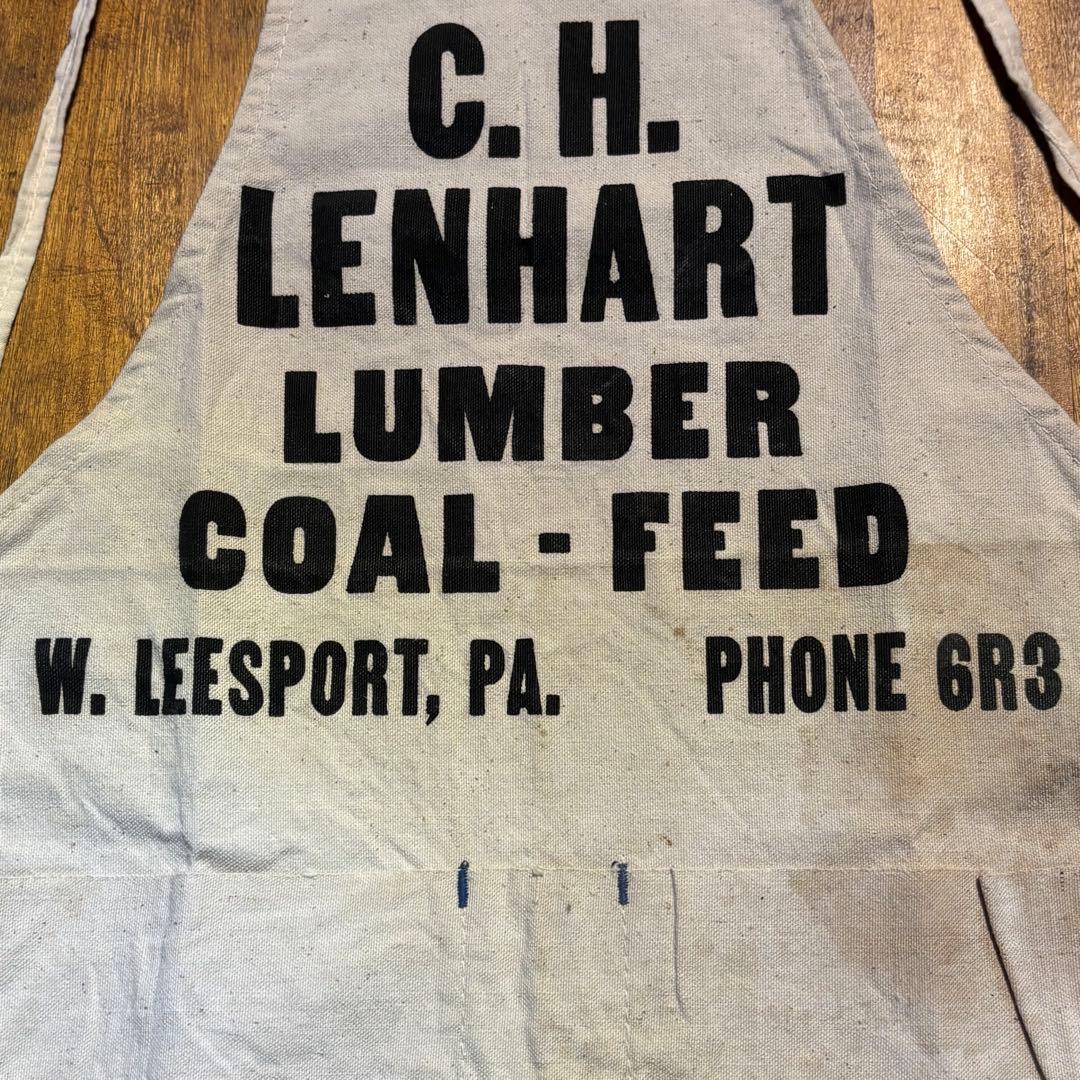 C. H.
LENHART
LUMBER
COAL - FEED
W. LEESPORT, PA. PHONE 6R3